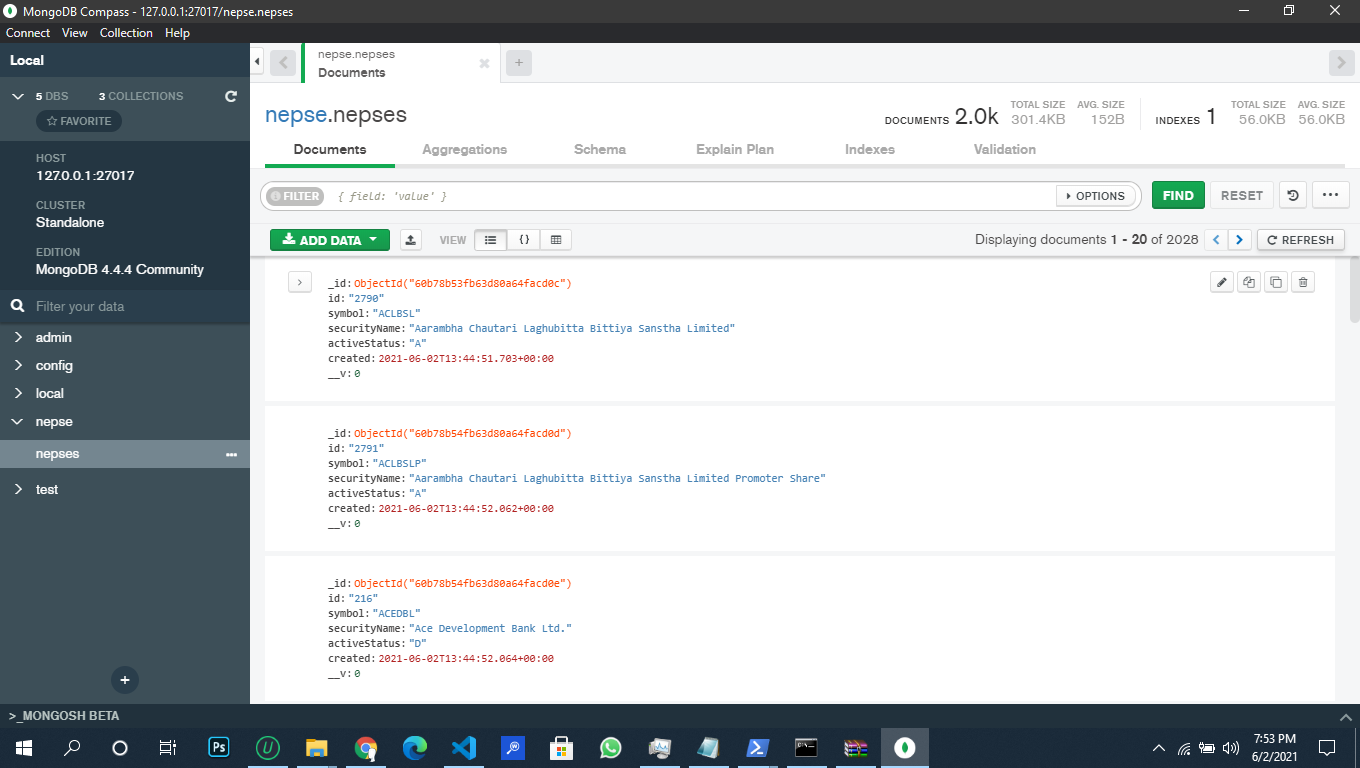 MongoDB Compass - 127.0.0.1:27017/nepse.nepses
Connect View Collection Help
Local
5 DBS 3 COLLECTIONS
FAVORITE
HOST
127.0.0.1:27017
CLUSTER
Standalone
EDITION
MongoDB 4.4.4 Community
Filter your data
admin
config
local
nepse
nepses
test
nepse.nepses
Documents
nepse.nepses
DOCUMENTS 2.0k TOTAL SIZE 301.4KB AVG. SIZE 152B INDEXES 1 TOTAL SIZE 56.0KB AVG. SIZE 56.0KB
Documents Aggregations Schema Explain Plan Indexes Validation
FILTER { field: 'value' } OPTIONS FIND RESET
ADD DATA VIEW {} Displaying documents 1 - 20 of 2028 REFRESH
_id: ObjectId("60b78b53fb63d80a64facd0c")
id: "2790"
symbol: "ACLBSL"
securityName: "Aarambha Chautari Laghubitta Bittiya Sanstha Limited"
activeStatus: "A"
created: 2021-06-02T13:44:51.703+00:00
__v: 0
_id: ObjectId("60b78b54fb63d80a64facd0d")
id: "2791"
symbol: "ACLBSLP"
securityName: "Aarambha Chautari Laghubitta Bittiya Sanstha Limited Promoter Share"
activeStatus: "A"
created: 2021-06-02T13:44:52.062+00:00
__v: 0
_id: ObjectId("60b78b54fb63d80a64facd0e")
id: "216"
symbol: "ACEDBL"
securityName: "Ace Development Bank Ltd."
activeStatus: "D"
created: 2021-06-02T13:44:52.064+00:00
__v: 0
>_MONGOSH BETA
Ps
7:53 PM
6/2/2021